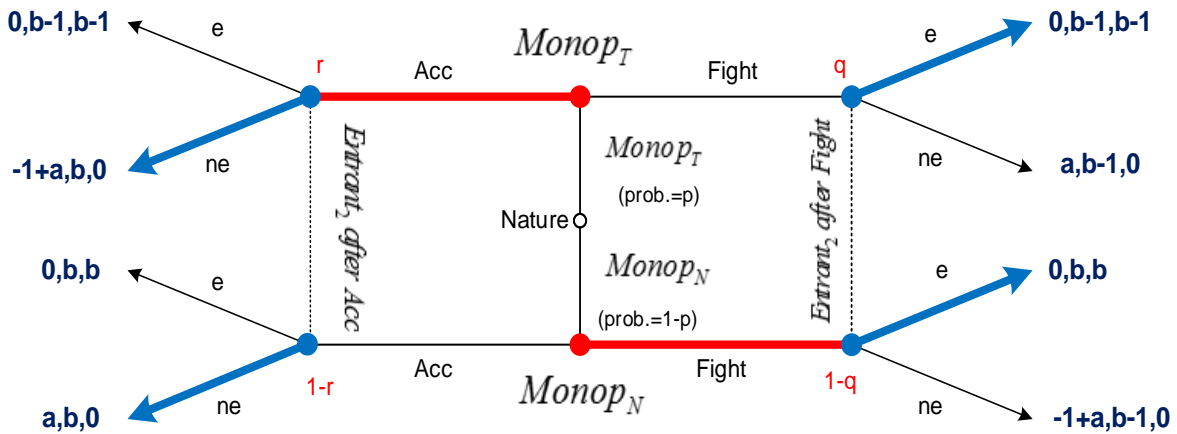 0,b-1,b-1
e
r
Acc
Monop_T
Fight
q
e
0,b-1,b-1
-1+a,b,0
ne
Entrant_2 after Acc
Monop_T
(prob.=p)
Nature
Entrant_2 after Fight
ne
a,b-1,0
0,b,b
e
Monop_N
(prob.=1-p)
e
0,b,b
a,b,0
ne
1-r
Acc
Monop_N
Fight
1-q
ne
-1+a,b-1,0